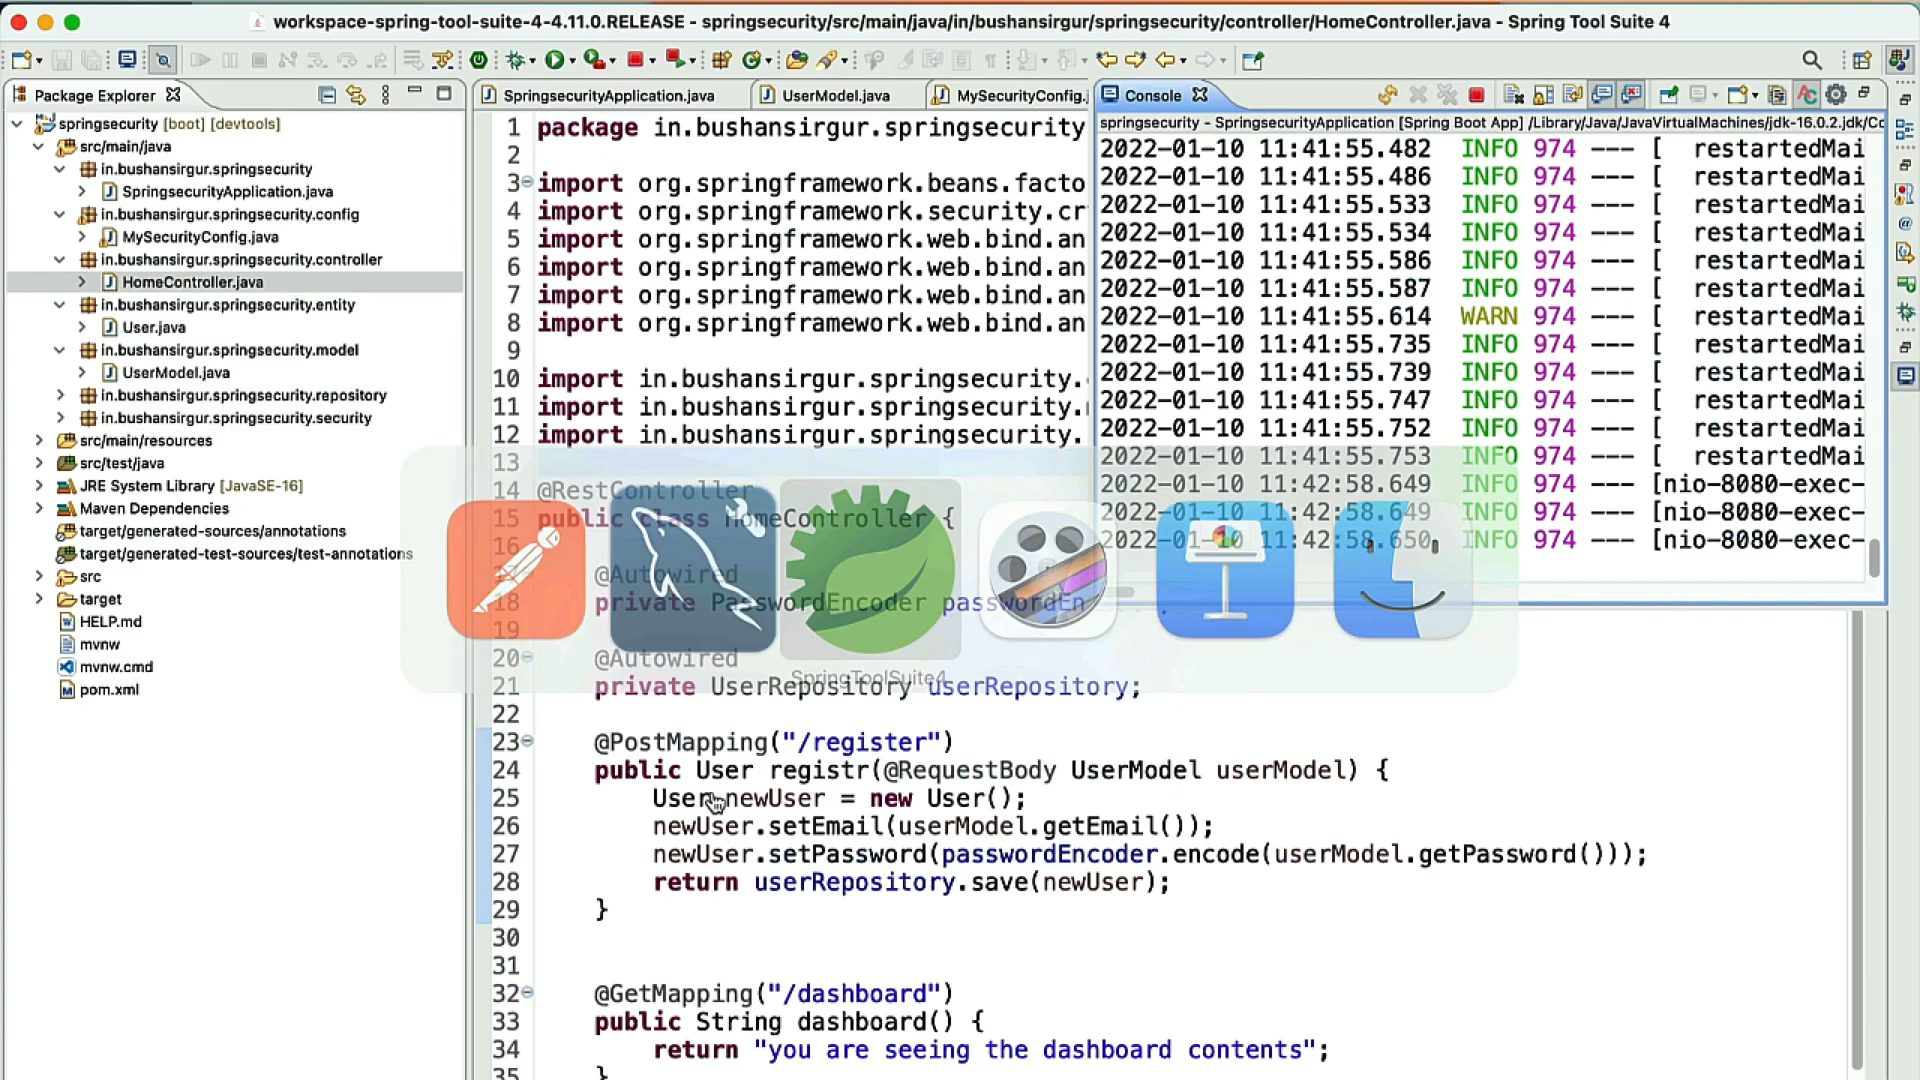 workspace-spring-tool-suite-4-4.11.0.RELEASE - springsecurity/src/main/java/in/bushansirgur/springsecurity/controller/HomeController.java - Spring Tool Suite 4
Package Explorer
springsecurity [boot] [devtools]
src/main/java
in.bushansirgur.springsecurity
SpringsecurityApplication.java
in.bushansirgur.springsecurity.config
MySecurityConfig.java
in.bushansirgur.springsecurity.controller
HomeController.java
in.bushansirgur.springsecurity.entity
User.java
in.bushansirgur.springsecurity.model
UserModel.java
in.bushansirgur.springsecurity.repository
in.bushansirgur.springsecurity.security
src/main/resources
src/test/java
JRE System Library [JavaSE-16]
Maven Dependencies
target/generated-sources/annotations
target/generated-test-sources/test-annotations
src
target
HELP.md
mvnw
mvnw.cmd
pom.xml
SpringsecurityApplication.java
UserModel.java
MySecurityConfig.
1 package in.bushansirgur.springsecurity
2
3 import org.springframework.beans.facto
4 import org.springframework.security.cr
5 import org.springframework.web.bind.an
6 import org.springframework.web.bind.an
7 import org.springframework.web.bind.an
8 import org.springframework.web.bind.an
9
10 import in.bushansirgur.springsecurity.
11 import in.bushansirgur.springsecurity.
12 import in.bushansirgur.springsecurity.
13
14 @RestController
15 public class HomeController {
16
@Autowired
18 private PasswordEncoder passwordEn
19
20 @Autowired
21 private UserRepository userRepository;
22
23 @PostMapping("/register")
24 public User registr(@RequestBody UserModel userModel) {
25 User newUser = new User();
26 newUser.setEmail(userModel.getEmail());
27 newUser.setPassword(passwordEncoder.encode(userModel.getPassword()));
28 return userRepository.save(newUser);
29 }
30
31
32 @GetMapping("/dashboard")
33 public String dashboard() {
34 return "you are seeing the dashboard contents";
35 }
Console
springsecurity - SpringsecurityApplication [Spring Boot App] /Library/Java/JavaVirtualMachines/jdk-16.0.2.jdk/Co
2022-01-10 11:41:55.482 INFO 974 --- [ restartedMai
2022-01-10 11:41:55.486 INFO 974 --- [ restartedMai
2022-01-10 11:41:55.533 INFO 974 --- [ restartedMai
2022-01-10 11:41:55.534 INFO 974 --- [ restartedMai
2022-01-10 11:41:55.586 INFO 974 --- [ restartedMai
2022-01-10 11:41:55.587 INFO 974 --- [ restartedMai
2022-01-10 11:41:55.614 WARN 974 --- [ restartedMai
2022-01-10 11:41:55.735 INFO 974 --- [ restartedMai
2022-01-10 11:41:55.739 INFO 974 --- [ restartedMai
2022-01-10 11:41:55.747 INFO 974 --- [ restartedMai
2022-01-10 11:41:55.752 INFO 974 --- [ restartedMai
2022-01-10 11:41:55.753 INFO 974 --- [ restartedMai
2022-01-10 11:42:58.649 INFO 974 --- [nio-8080-exec-
2022-01-10 11:42:58.649 INFO 974 --- [nio-8080-exec-
2022-01-10 11:42:58.650 INFO 974 --- [nio-8080-exec-
SpringToolSuite4